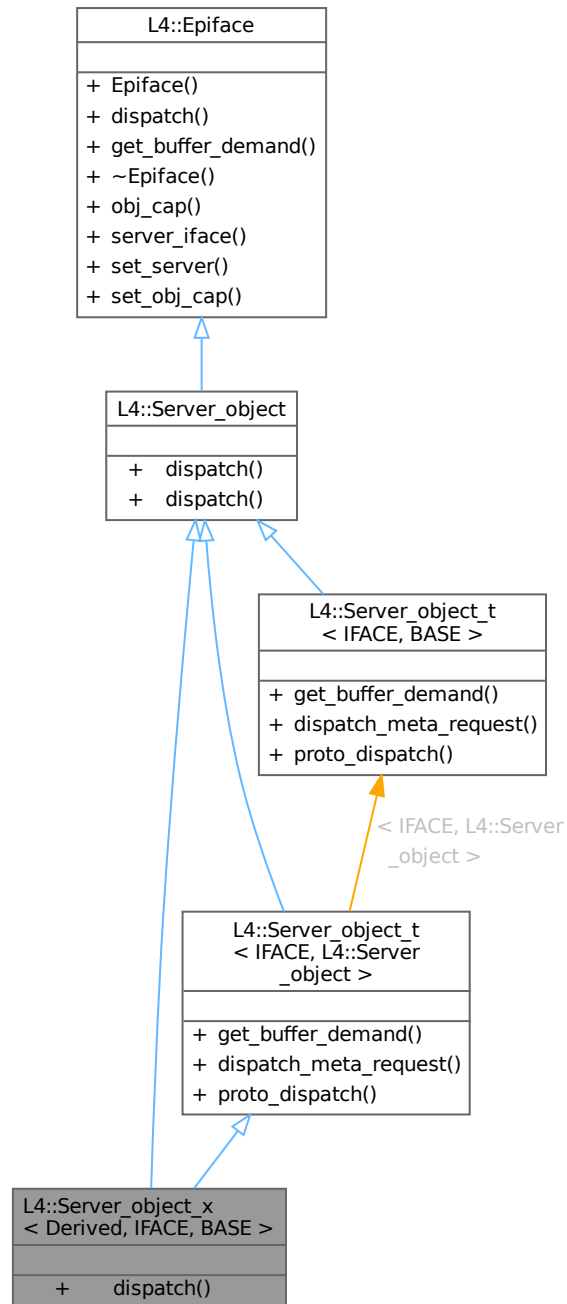 L4::Epiface
+ Epiface()
+ dispatch()
+ get_buffer_demand()
+ ~Epiface()
+ obj_cap()
+ server_iface()
+ set_server()
+ set_obj_cap()
L4::Server_object
+ dispatch()
+ dispatch()
L4::Server_object_t
< IFACE, BASE >
+ get_buffer_demand()
+ dispatch_meta_request()
+ proto_dispatch()
< IFACE, L4::Server
_object >
L4::Server_object_t
< IFACE, L4::Server
_object >
+ get_buffer_demand()
+ dispatch_meta_request()
+ proto_dispatch()
L4::Server_object_x
< Derived, IFACE, BASE >
+ dispatch()